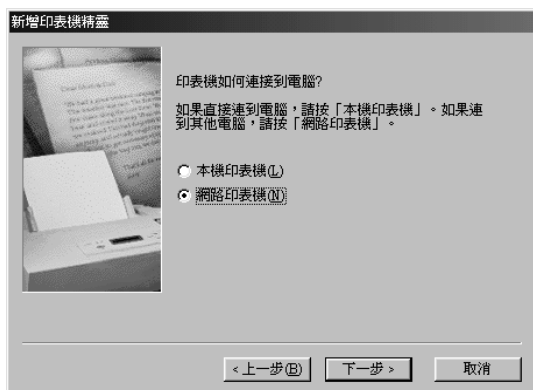 新增印表機精靈
印表機如何連接到電腦?
如果直接連到電腦，請按「本機印表機」。如果連
到其他電腦，請按「網路印表機」。
本機印表機(L)
網路印表機(N)
<上一步(B)
下一步 >
取消